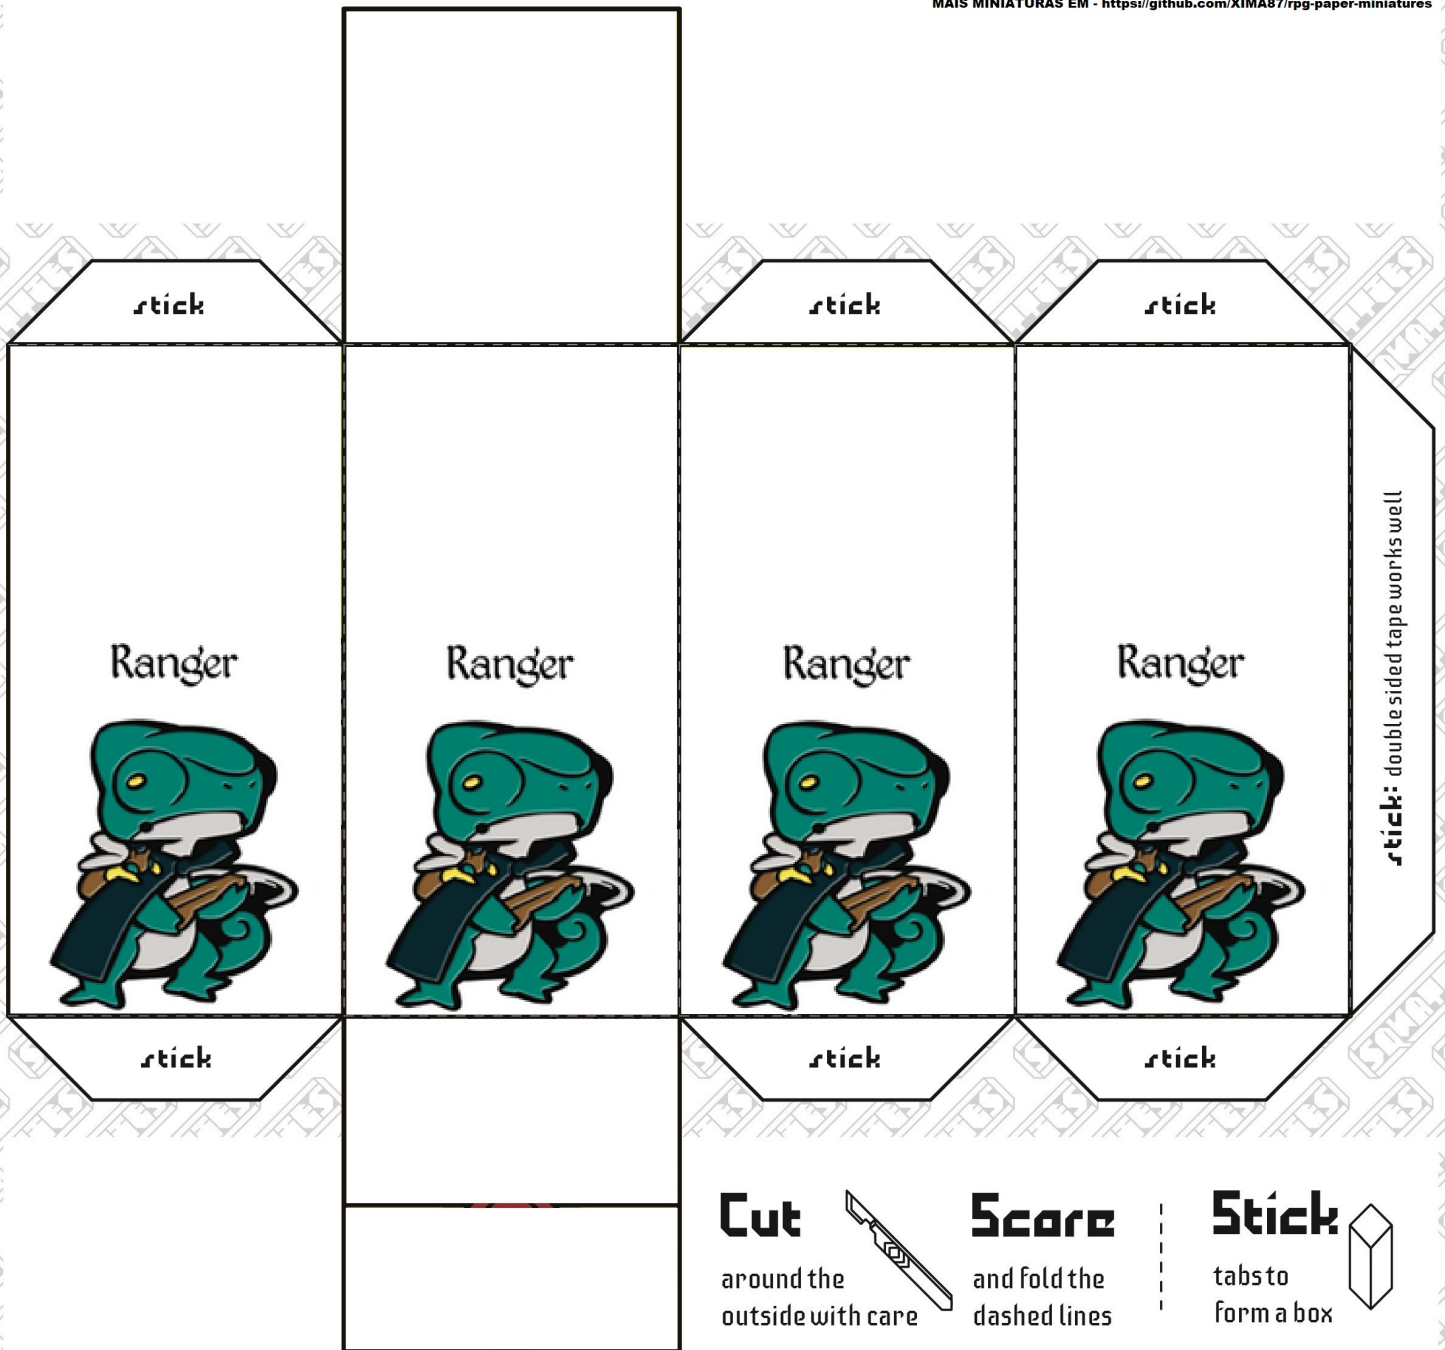 MAIS MINIATURAS EM - https://github.com/XIMA87/rpg-paper-miniatures
stick
stick
stick
Ranger
Ranger
Ranger
Ranger
stick: double sided tape works well
stick
stick
stick
Cut
around the
outside with care
Score
and fold the
dashed lines
Stick
tabs to
form a box